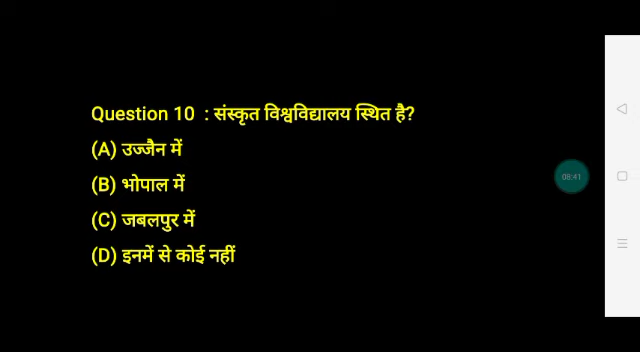 Question 10 : संस्कृत विश्वविद्यालय स्थित है?
(A) उज्जैन में
(B) भोपाल में
(C) जबलपुर में
(D) इनमें से कोई नहीं
08:41